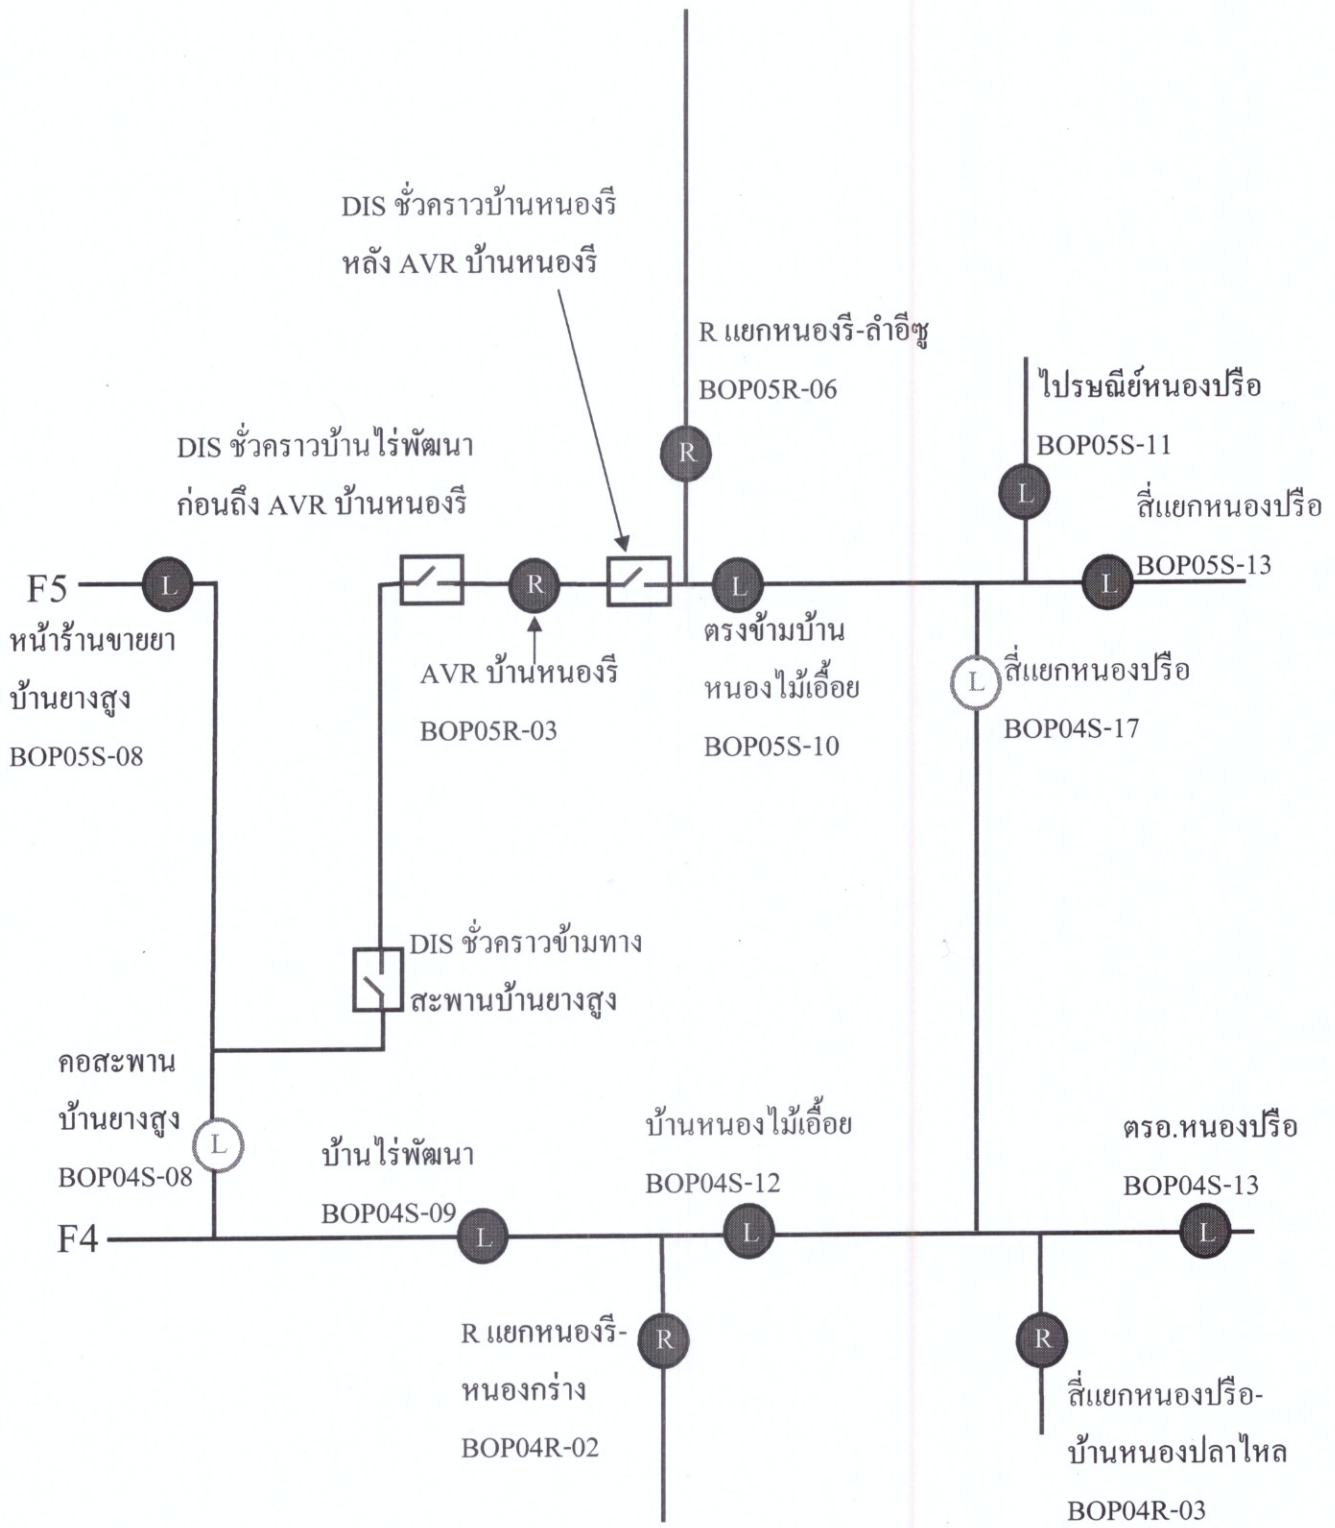 DIS ชั่วคราวบ้านหนองรี
หลัง AVR บ้านหนองรี
R แยกหนองรี-ลำอีซู
BOP05R-06
R
ไปรษณีย์หนองปรือ
BOP05S-11
L
DIS ชั่วคราวบ้านไร่พัฒนา
ก่อนถึง AVR บ้านหนองรี
สี่แยกหนองปรือ
BOP05S-13
L
F5
L
หน้าร้านขายยา
บ้านยางสูง
BOP05S-08
R
AVR บ้านหนองรี
BOP05R-03
L
ตรงข้ามบ้าน
หนองไม้เอื้อย
BOP05S-10
L
สี่แยกหนองปรือ
BOP04S-17
DIS ชั่วคราวข้ามทาง
สะพานบ้านยางสูง
คอสะพาน
บ้านยางสูง
BOP04S-08
L
บ้านไร่พัฒนา
BOP04S-09
L
บ้านหนองไม้เอื้อย
BOP04S-12
L
ตรอ.หนองปรือ
BOP04S-13
L
F4
R แยกหนองรี-
หนองกร่าง
BOP04R-02
R
R
สี่แยกหนองปรือ-
บ้านหนองปลาไหล
BOP04R-03